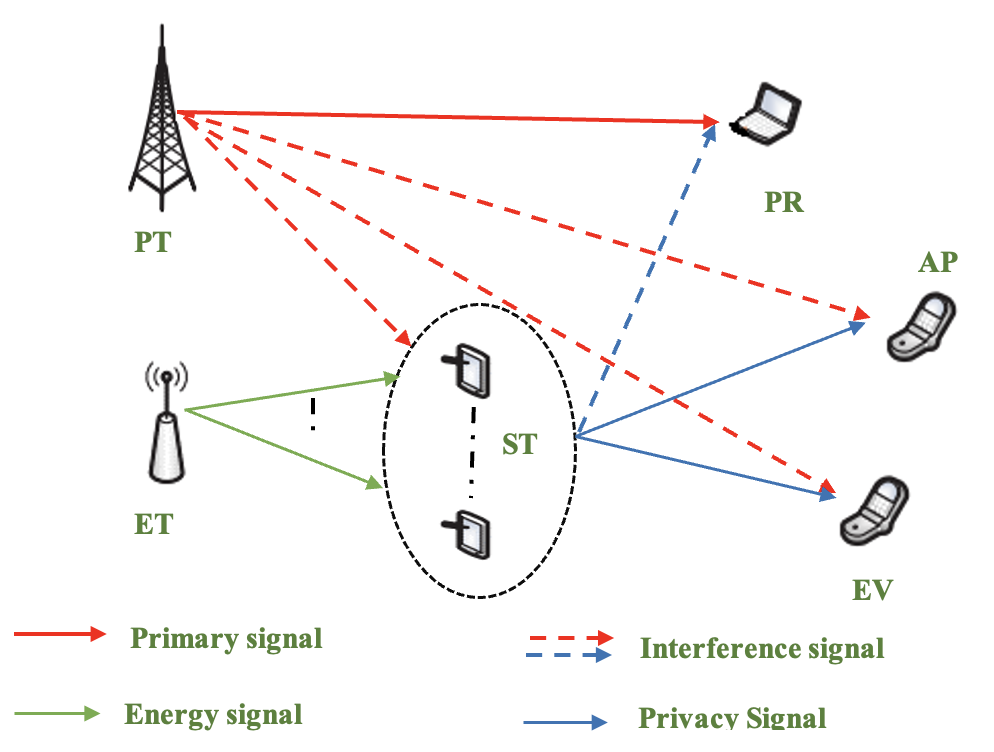 PT
PR
AP
ST
ET
EV
Primary signal
Interference signal
Energy signal
Privacy Signal